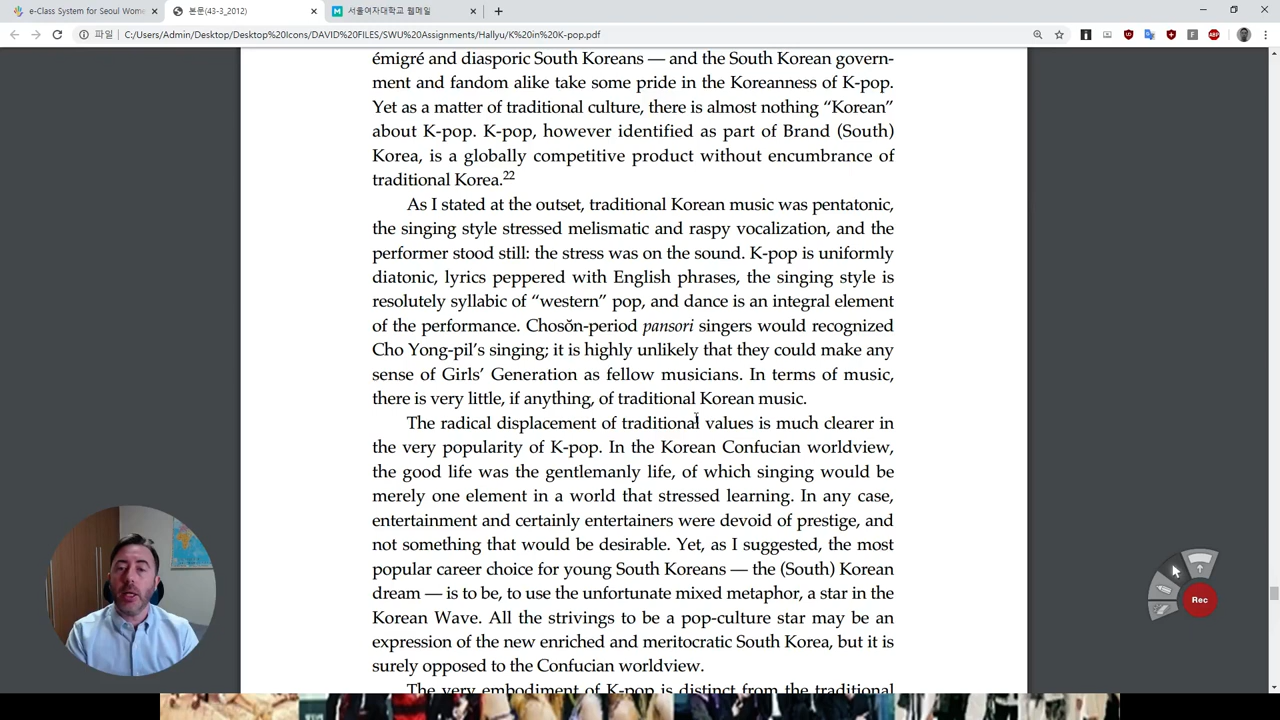 e-Class System for Seoul Wome
본문(43-3_2012)
서울여자대학교 웹메일
파일
C:/Users/Admin/Desktop/Desktop%20Icons/DAVID%20FILES/SWU%20Assignments/Hallyu/K%20in%20K-pop.pdf
émigré and diasporic South Koreans — and the South Korean govern-
ment and fandom alike take some pride in the Koreanness of K-pop.
Yet as a matter of traditional culture, there is almost nothing “Korean”
about K-pop. K-pop, however identified as part of Brand (South)
Korea, is a globally competitive product without encumbrance of
traditional Korea.22
As I stated at the outset, traditional Korean music was pentatonic,
the singing style stressed melismatic and raspy vocalization, and the
performer stood still: the stress was on the sound. K-pop is uniformly
diatonic, lyrics peppered with English phrases, the singing style is
resolutely syllabic of “western” pop, and dance is an integral element
of the performance. Chosŏn-period pansori singers would recognized
Cho Yong-pil’s singing; it is highly unlikely that they could make any
sense of Girls’ Generation as fellow musicians. In terms of music,
there is very little, if anything, of traditional Korean music.
The radical displacement of traditional values is much clearer in
the very popularity of K-pop. In the Korean Confucian worldview,
the good life was the gentlemanly life, of which singing would be
merely one element in a world that stressed learning. In any case,
entertainment and certainly entertainers were devoid of prestige, and
not something that would be desirable. Yet, as I suggested, the most
popular career choice for young South Koreans — the (South) Korean
dream — is to be, to use the unfortunate mixed metaphor, a star in the
Korean Wave. All the strivings to be a pop-culture star may be an
expression of the new enriched and meritocratic South Korea, but it is
surely opposed to the Confucian worldview.
The very embodiment of K-pop is distinct from the traditional
Rec